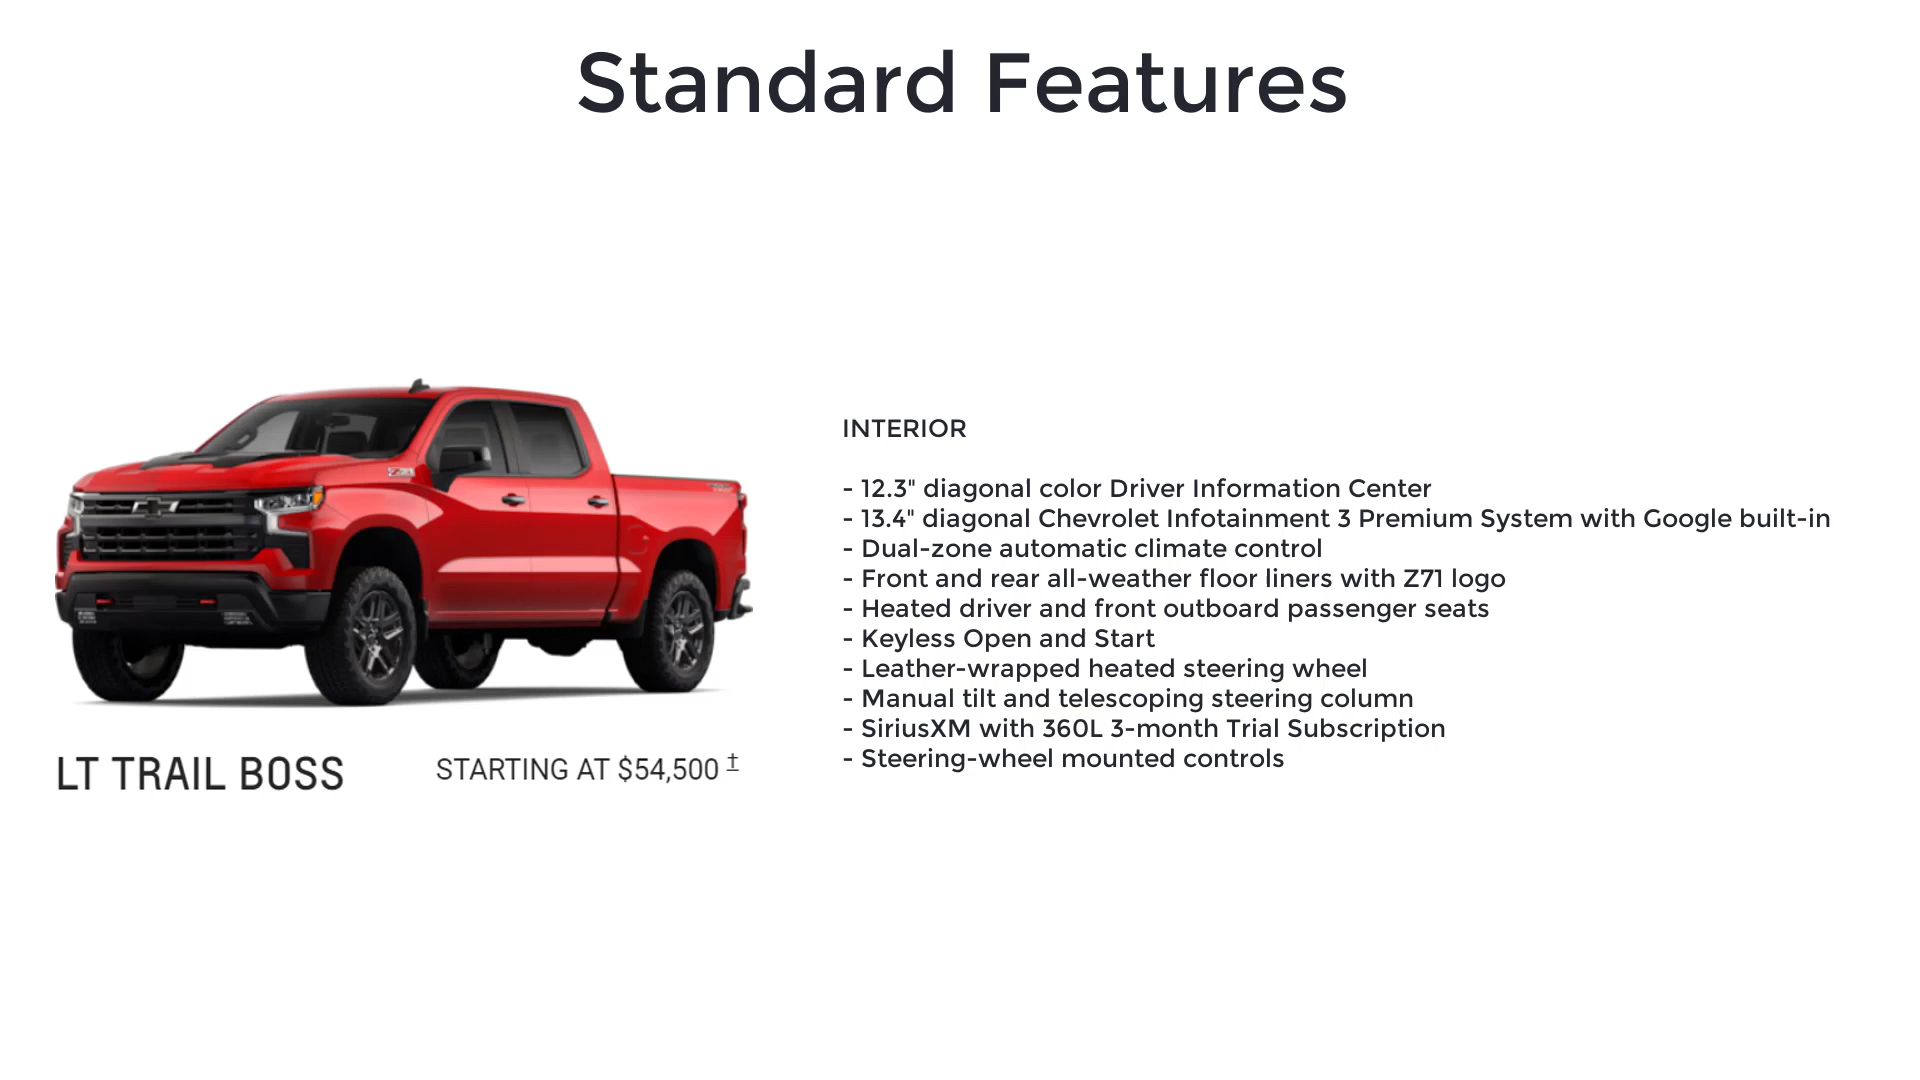 Standard Features
INTERIOR
- 12.3" diagonal color Driver Information Center
- 13.4" diagonal Chevrolet Infotainment 3 Premium System with Google built-in
- Dual-zone automatic climate control
- Front and rear all-weather floor liners with Z71 logo
- Heated driver and front outboard passenger seats
- Keyless Open and Start
- Leather-wrapped heated steering wheel
- Manual tilt and telescoping steering column
- SiriusXM with 360L 3-month Trial Subscription
- Steering-wheel mounted controls
LT TRAIL BOSS
STARTING AT $54,500 ±